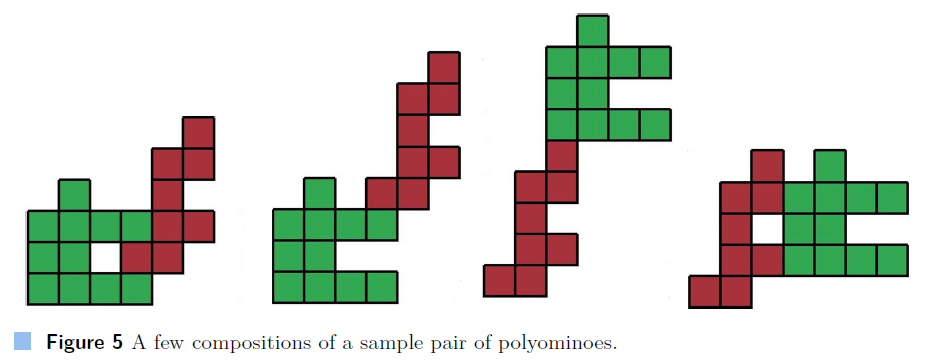 Figure 5 A few compositions of a sample pair of polyominoes.